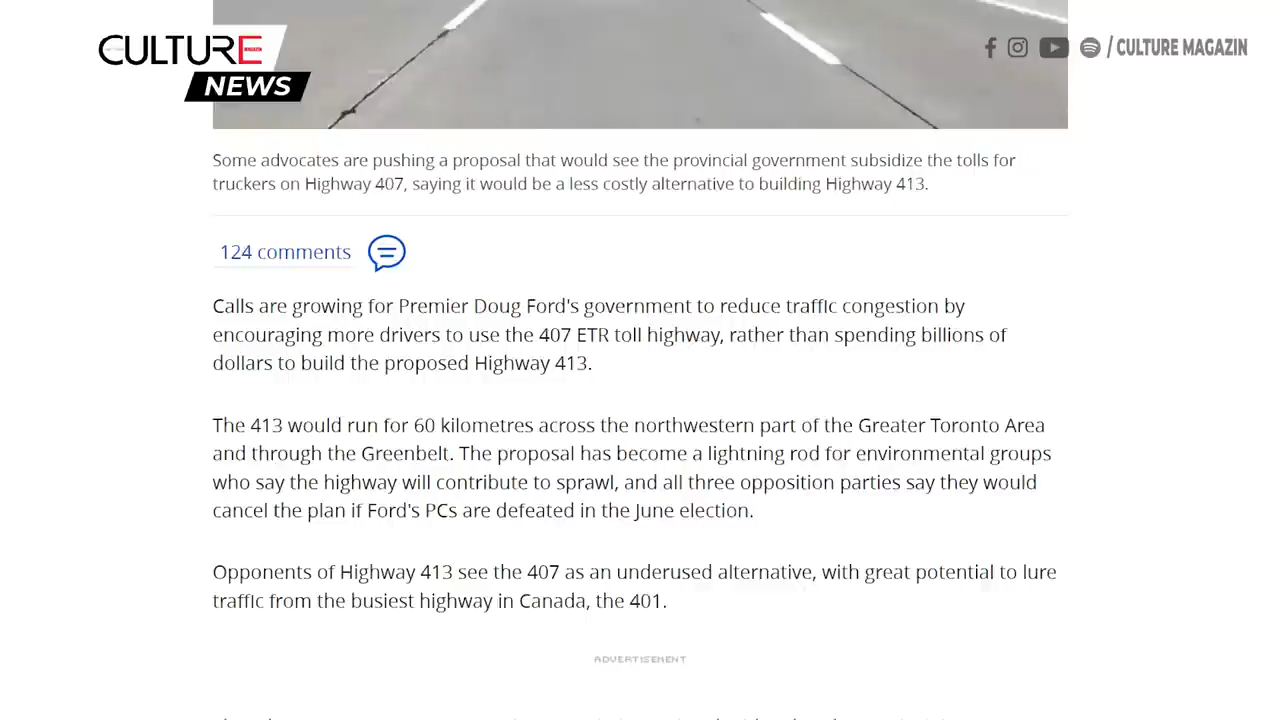 CULTURE
NEWS
/ CULTURE MAGAZIN
Some advocates are pushing a proposal that would see the provincial government subsidize the tolls for
truckers on Highway 407, saying it would be a less costly alternative to building Highway 413.
124 comments
Calls are growing for Premier Doug Ford's government to reduce traffic congestion by
encouraging more drivers to use the 407 ETR toll highway, rather than spending billions of
dollars to build the proposed Highway 413.
The 413 would run for 60 kilometres across the northwestern part of the Greater Toronto Area
and through the Greenbelt. The proposal has become a lightning rod for environmental groups
who say the highway will contribute to sprawl, and all three opposition parties say they would
cancel the plan if Ford's PCs are defeated in the June election.
Opponents of Highway 413 see the 407 as an underused alternative, with great potential to lure
traffic from the busiest highway in Canada, the 401.
ADVERTISEMENT